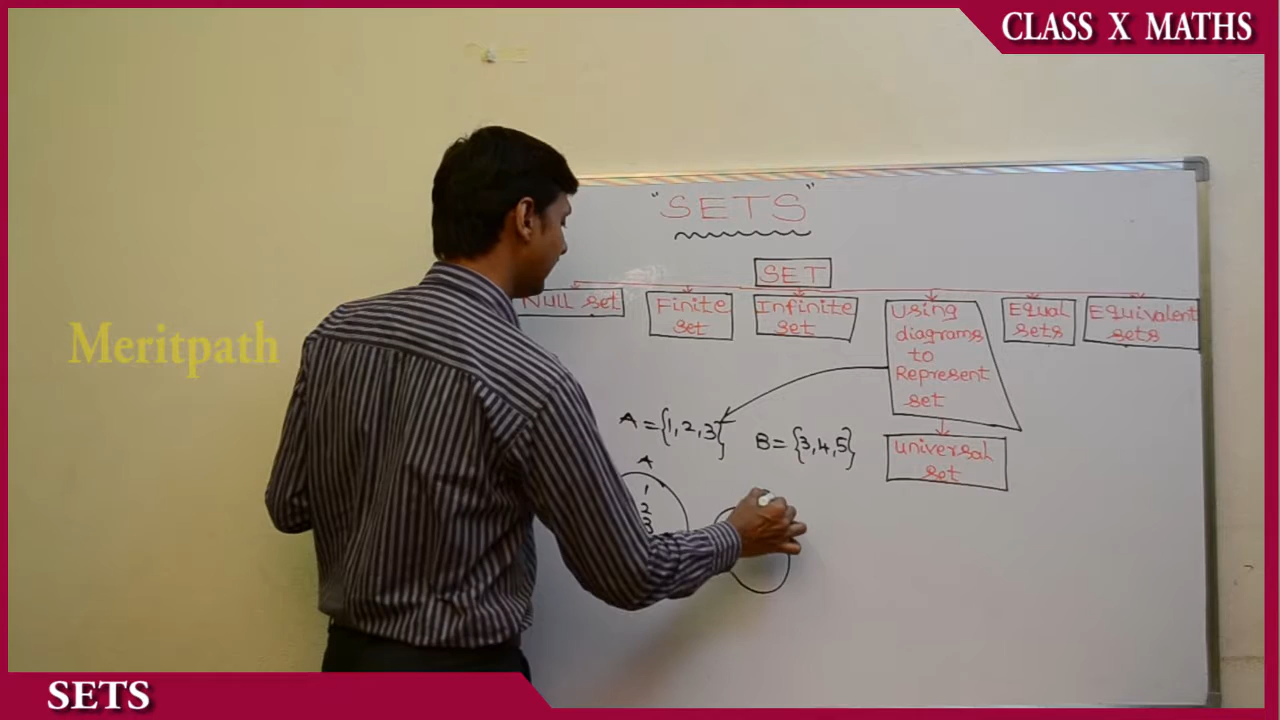 CLASS X MATHS
Meritpath
"SETS"
SET
Null set
Finite
set
Infinite
set
Using
diagrams
to
Represent
set
Equal
sets
Equivalent
sets
universal
set
A = {1, 2, 3}
B = {3, 4, 5}
A
1
2
3
SETS